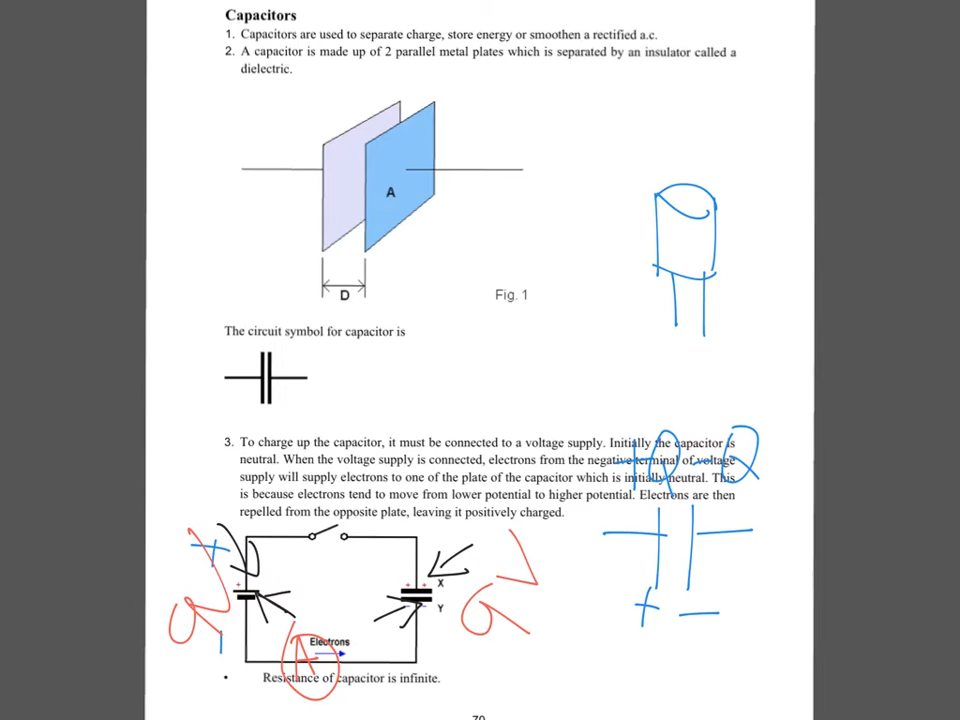 Capacitors
1. Capacitors are used to separate charge, store energy or smoothen a rectified a.c.
2. A capacitor is made up of 2 parallel metal plates which is separated by an insulator called a
dielectric.
A
D
Fig. 1
The circuit symbol for capacitor is
3. To charge up the capacitor, it must be connected to a voltage supply. Initially the capacitor is
neutral. When the voltage supply is connected, electrons from the negative terminal of voltage
supply will supply electrons to one of the plate of the capacitor which is initially neutral. This
is because electrons tend to move from lower potential to higher potential. Electrons are then
repelled from the opposite plate, leaving it positively charged.
+Q -Q
+ + + X
- - Y
9V 9V
+ -
Electrons
A
• Resistance of capacitor is infinite.